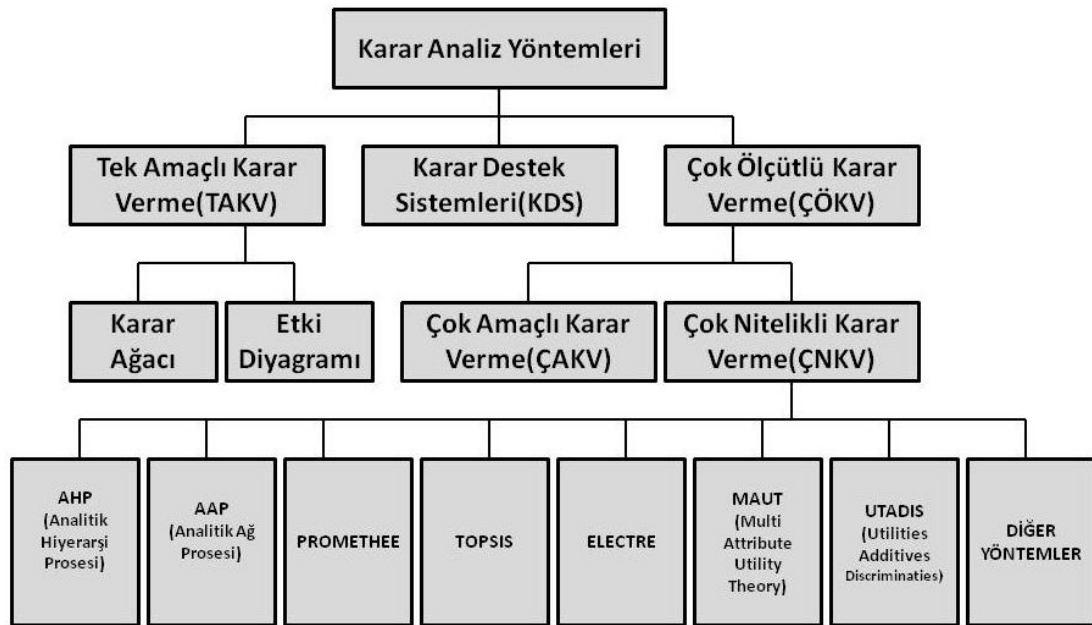 Karar Analiz Yöntemleri
Tek Amaçlı Karar
Verme(TAKV)
Karar Destek
Sistemleri(KDS)
Çok Ölçütlü Karar
Verme(ÇÖKV)
Karar
Ağacı
Etki
Diyagramı
Çok Amaçlı Karar
Verme(ÇAKV)
Çok Nitelikli Karar
Verme(ÇNKV)
AHP
(Analitik
Hiyerarşi
Prosesi)
AAP
(Analitik Ağ
Prosesi)
PROMETHEE
TOPSIS
ELECTRE
MAUT
(Multi
Attribute
Utility
Theory)
UTADIS
(Utilities
Additives
Discriminaties)
DİĞER
YÖNTEMLER